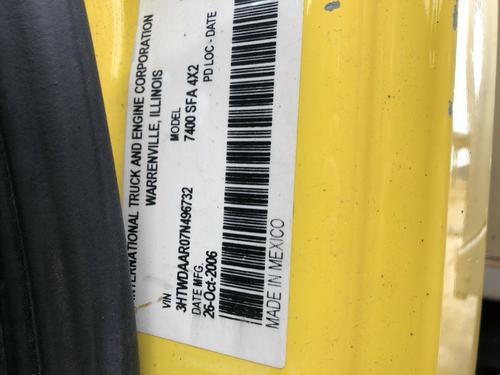 INTERNATIONAL TRUCK AND ENGINE CORPORATION
WARRENVILLE, ILLINOIS
MODEL
7400 SFA 4X2
VIN
3HTWDAAR07N496732
DATE MFG.
PD LOC - DATE
26-Oct-2006
MADE IN MEXICO